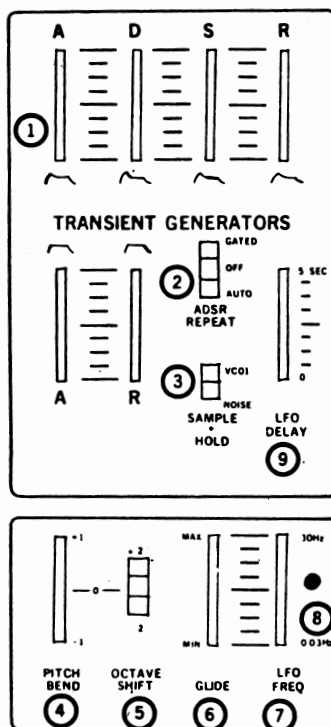 A D S R
1
TRANSIENT GENERATORS
GATED
2 OFF 5 SEC
AUTO
ADSR
REPEAT
3 VCO1
0
NOISE
A R
SAMPLE LFO
+ DELAY
HOLD
9
+1 +2 MAX 30Hz
0
8
-1 2 MIN 0.03Hz
PITCH OCTAVE GLIDE LFO
BEND SHIFT FREQ
4 5 6 7